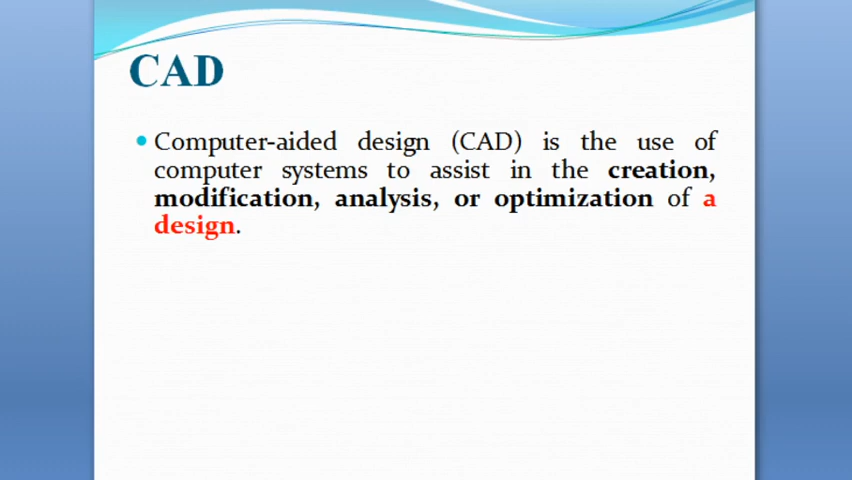 CAD
Computer-aided design (CAD) is the use of
computer systems to assist in the creation,
modification, analysis, or optimization of a
design.